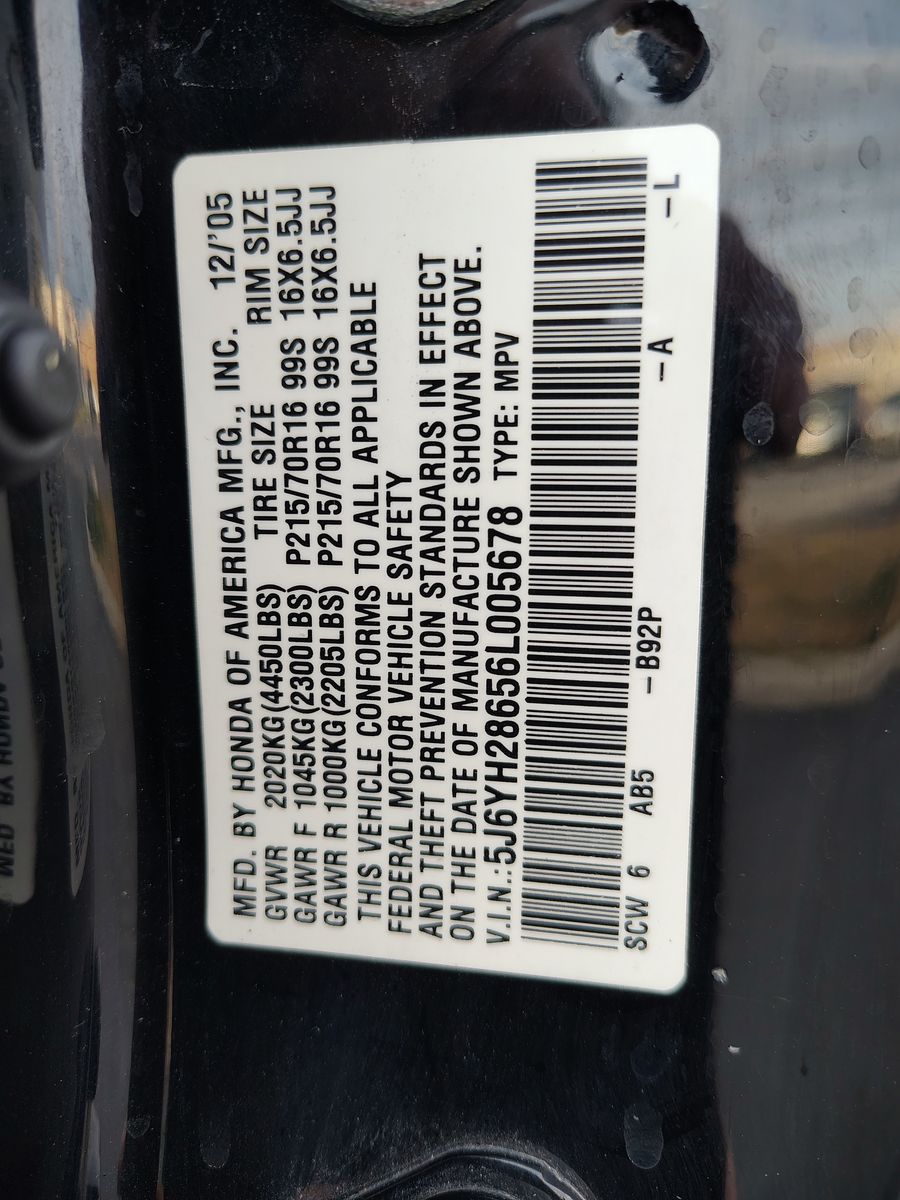 MFD. BY HONDA OF AMERICA MFG., INC. 12/'05
GVWR 2020KG(4450LBS) TIRE SIZE RIM SIZE
GAWR F 1045KG(2300LBS) P215/70R16 99S 16X6.5JJ
GAWR R 1000KG(2205LBS) P215/70R16 99S 16X6.5JJ
THIS VEHICLE CONFORMS TO ALL APPLICABLE
FEDERAL MOTOR VEHICLE SAFETY
AND THEFT PREVENTION STANDARDS IN EFFECT
ON THE DATE OF MANUFACTURE SHOWN ABOVE.
V.I.N.:5J6YH28656L005678 TYPE: MPV
SCW 6 AB5 -B92P -A -L